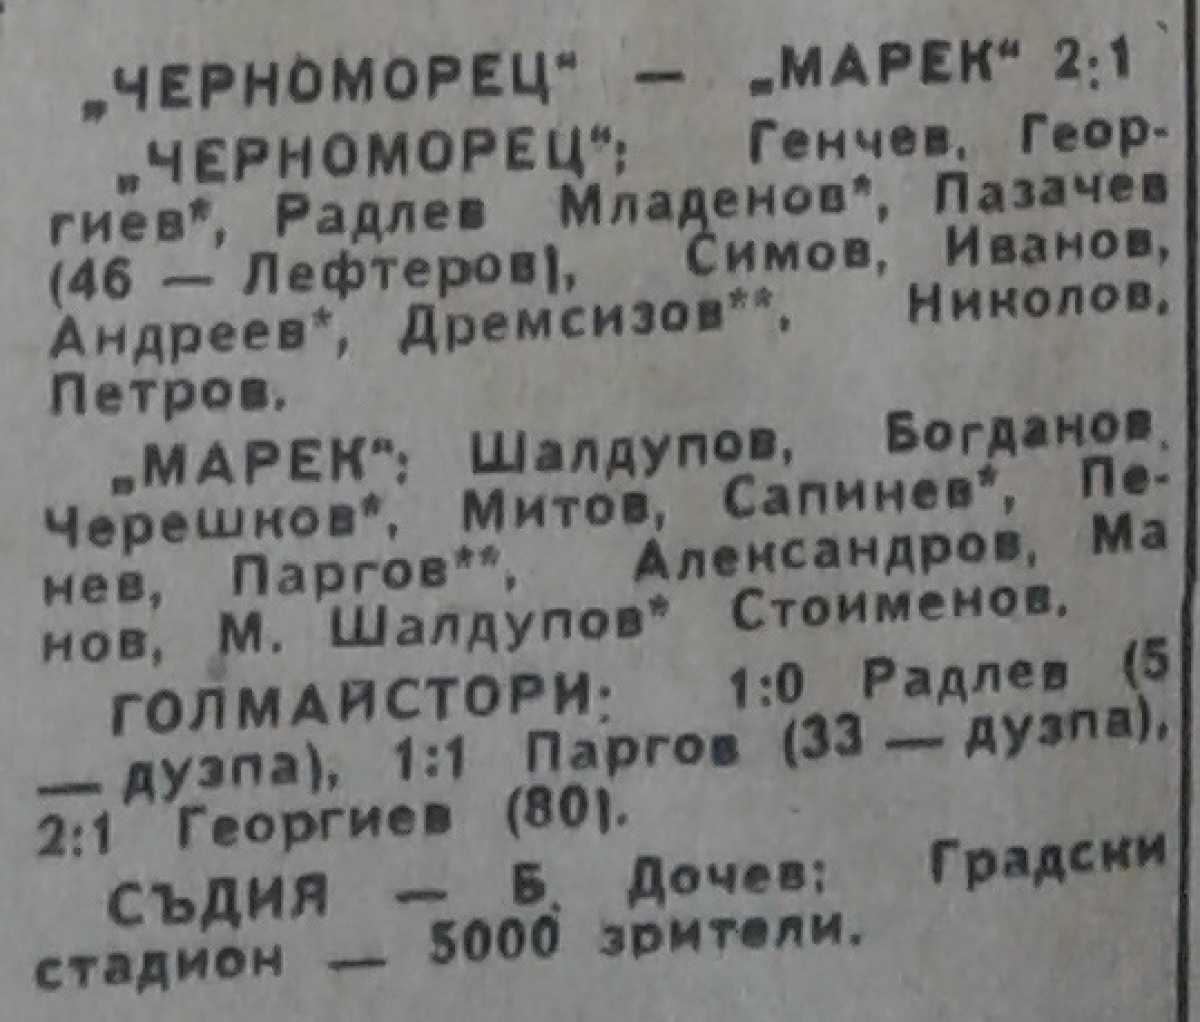 „ЧЕРНОМОРЕЦ“ — „МАРЕК“ 2:1
„ЧЕРНОМОРЕЦ“: Генчев, Геор-
гиев*, Радлев Младенов*, Пазачев
(46 — Лефтеров), Симов, Иванов,
Андреев*, Дремсизов**, Николов,
Петров.
„МАРЕК“: Шалдупов, Богданов,
Черешков*, Митов, Сапинев*, Пе-
нев, Паргов**, Александров, Ма
нов, М. Шалдупов* Стоименов.
ГОЛМАЙСТОРИ: 1:0 Радлев (5
— дузпа), 1:1 Паргов (33 — дузпа),
2:1 Георгиев (80).
СЪДИЯ — Б. Дочев; Градски
стадион — 5000 зрители.